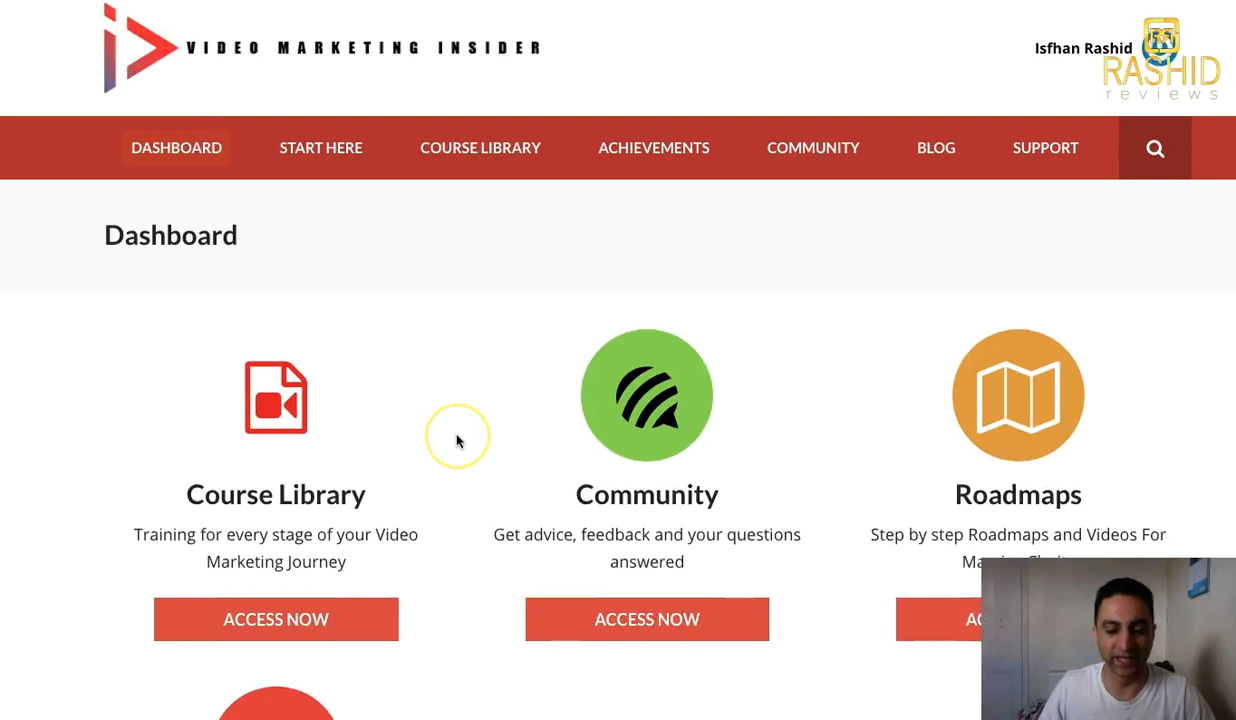 VIDEO MARKETING INSIDER
Isfhan Rashid
RASHID
reviews
DASHBOARD START HERE COURSE LIBRARY ACHIEVEMENTS COMMUNITY BLOG SUPPORT
Dashboard
Course Library
Training for every stage of your Video
Marketing Journey
ACCESS NOW
Community
Get advice, feedback and your questions
answered
ACCESS NOW
Roadmaps
Step by step Roadmaps and Videos For